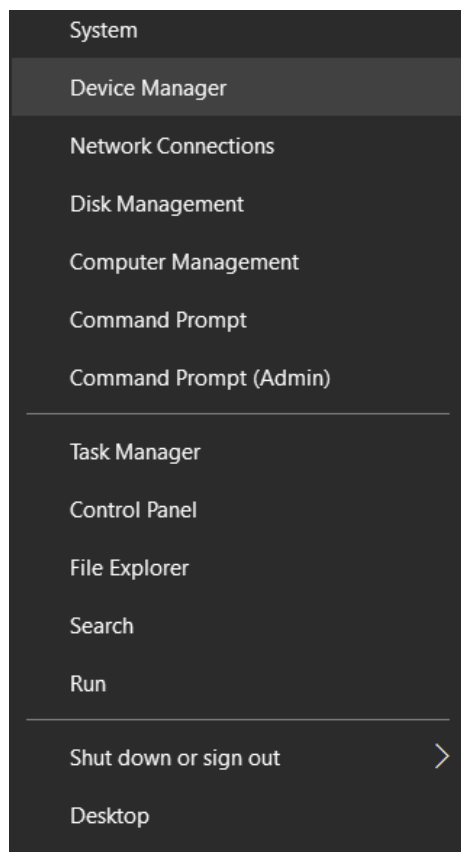 System
Device Manager
Network Connections
Disk Management
Computer Management
Command Prompt
Command Prompt (Admin)
Task Manager
Control Panel
File Explorer
Search
Run
Shut down or sign out
Desktop